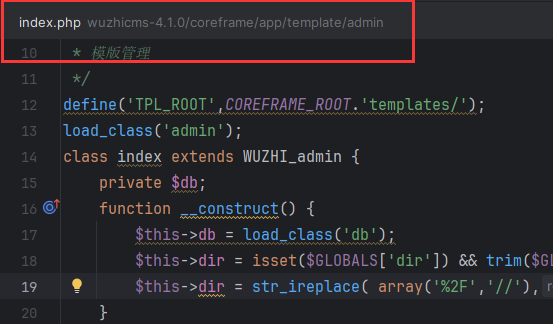 index.php wuzhicms-4.1.0/coreframe/app/template/admin
10 * 模版管理
11 */
12 define('TPL_ROOT',COREFRAME_ROOT.'templates/');
13 load_class('admin');
14 class index extends WUZHI_admin {
15 private $db;
16 function __construct() {
17 $this->db = load_class('db');
18 $this->dir = isset($GLOBALS['dir']) && trim($GL
19 $this->dir = str_ireplace( array('%2F','//'),
20 }